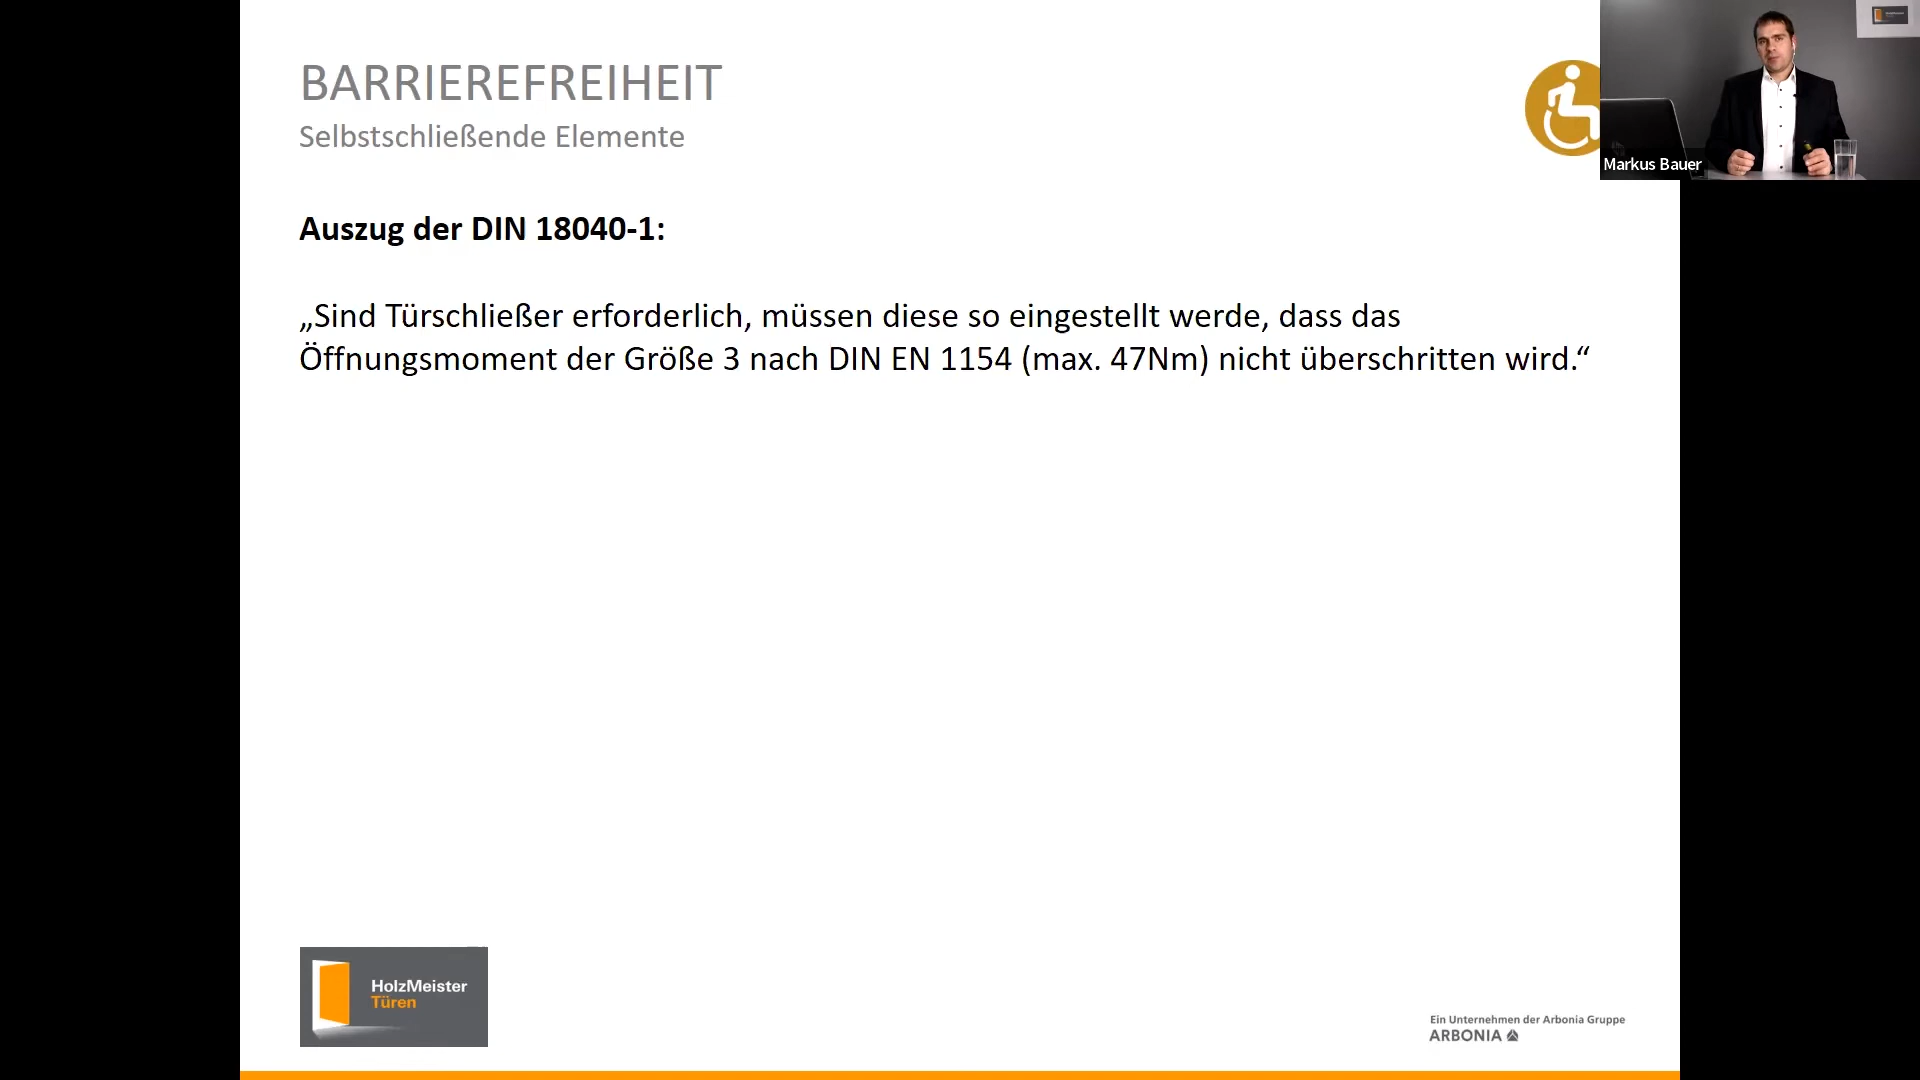 BARRIEREFREIHEIT
Selbstschließende Elemente
Markus Bauer
Auszug der DIN 18040-1:
„Sind Türschließer erforderlich, müssen diese so eingestellt werde, dass das
Öffnungsmoment der Größe 3 nach DIN EN 1154 (max. 47Nm) nicht überschritten wird.“
HolzMeister
Türen
Ein Unternehmen der Arbonia Gruppe
ARBONIA